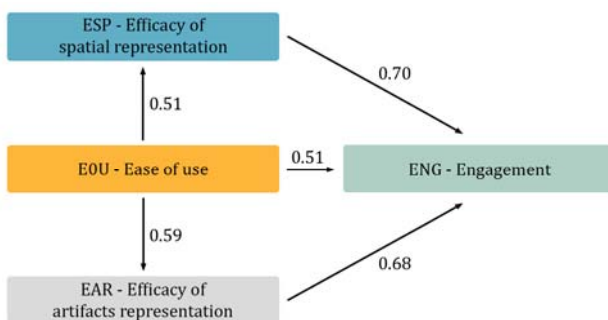 ESP - Efficacy of
spatial representation
0.70
0.51
E0U - Ease of use
0.51
ENG - Engagement
0.59
0.68
EAR - Efficacy of
artifacts representation